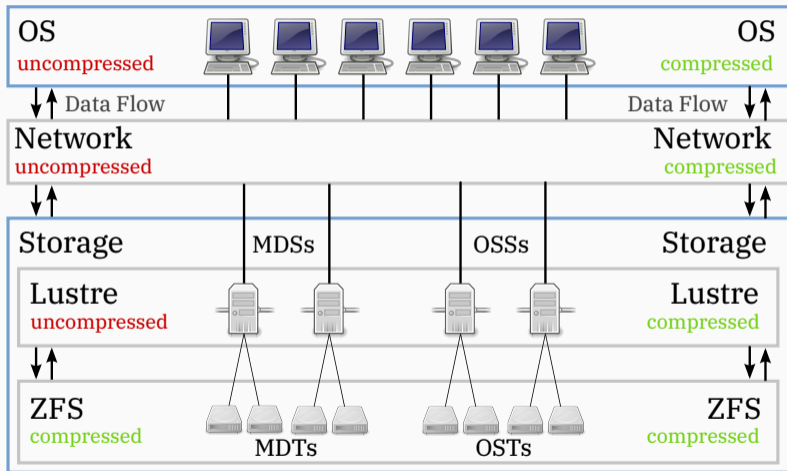 OS
OS
uncompressed
compressed
Data Flow
Data Flow
Network
Network
uncompressed
compressed
Storage
MDSs
OSSs
Storage
Lustre
Lustre
uncompressed
compressed
ZFS
ZFS
compressed
compressed
MDTs
OSTs